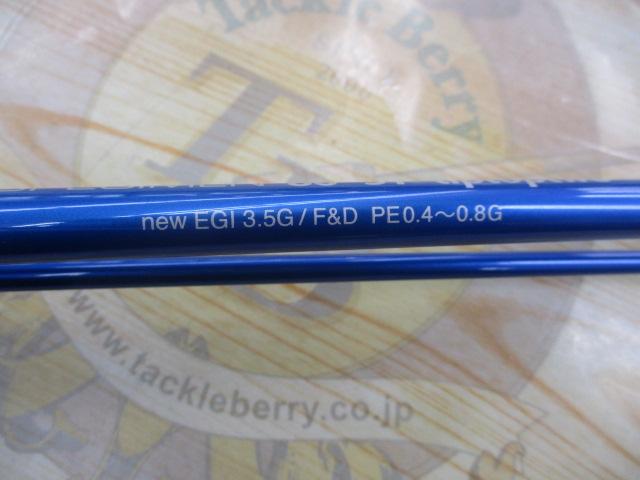 Tackle Berry
new EGI 3.5G / F&D PE0.4～0.8G
www.tackleberry.co.jp